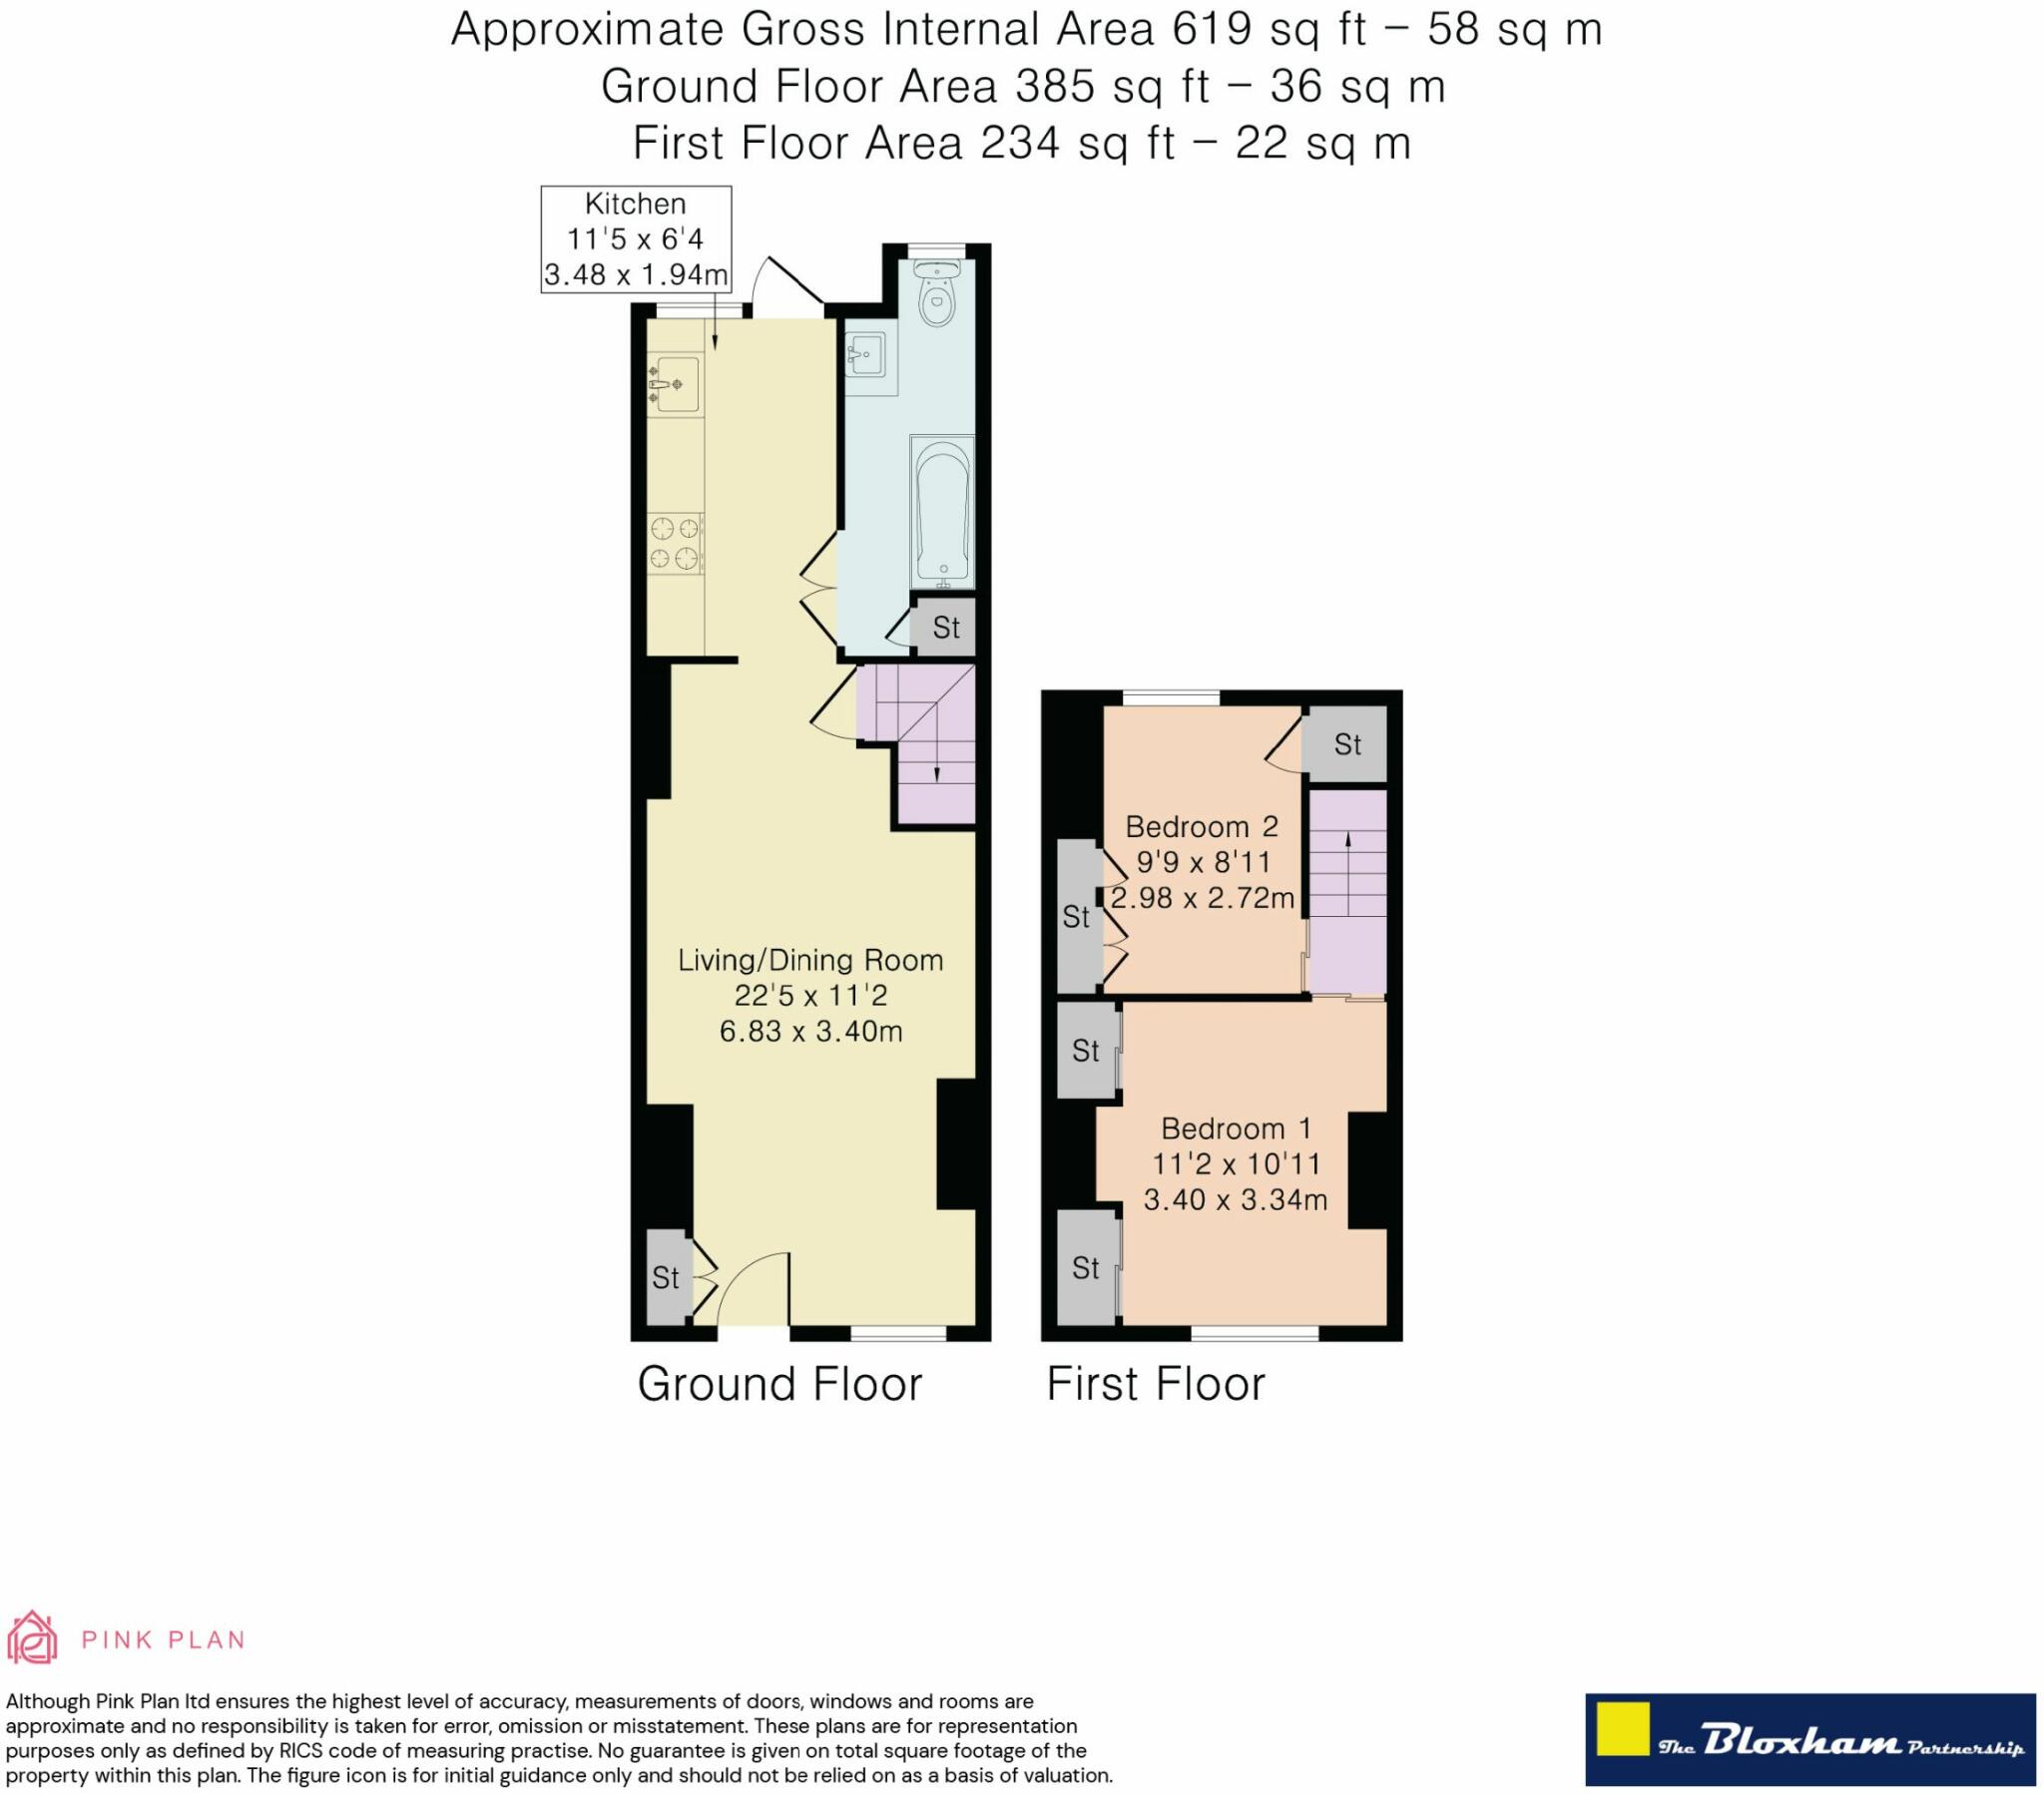 Approximate Gross Internal Area 619 sq ft – 58 sq m
Ground Floor Area 385 sq ft – 36 sq m
First Floor Area 234 sq ft – 22 sq m
Kitchen
11'5 x 6'4
3.48 x 1.94m
St
Living/Dining Room
22'5 x 11'2
6.83 x 3.40m
St
Ground Floor
St
Bedroom 2
9'9 x 8'11
2.98 x 2.72m
St
St
Bedroom 1
11'2 x 10'11
3.40 x 3.34m
St
First Floor
PINK PLAN
Although Pink Plan ltd ensures the highest level of accuracy, measurements of doors, windows and rooms are
approximate and no responsibility is taken for error, omission or misstatement. These plans are for representation
purposes only as defined by RICS code of measuring practise. No guarantee is given on total square footage of the
property within this plan. The figure icon is for initial guidance only and should not be relied on as a basis of valuation.
The Bloxham Partnership